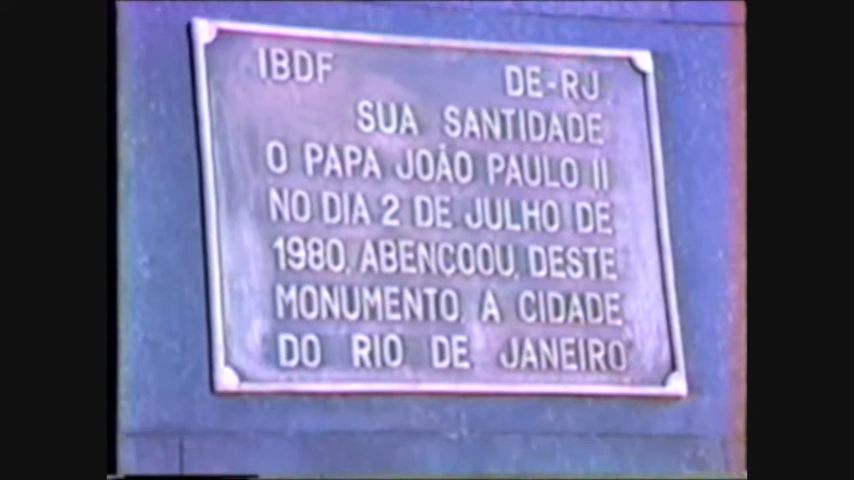 IBDF DE-RJ
SUA SANTIDADE
O PAPA JOÃO PAULO II
NO DIA 2 DE JULHO DE
1980, ABENÇOOU, DESTE
MONUMENTO, A CIDADE
DO RIO DE JANEIRO